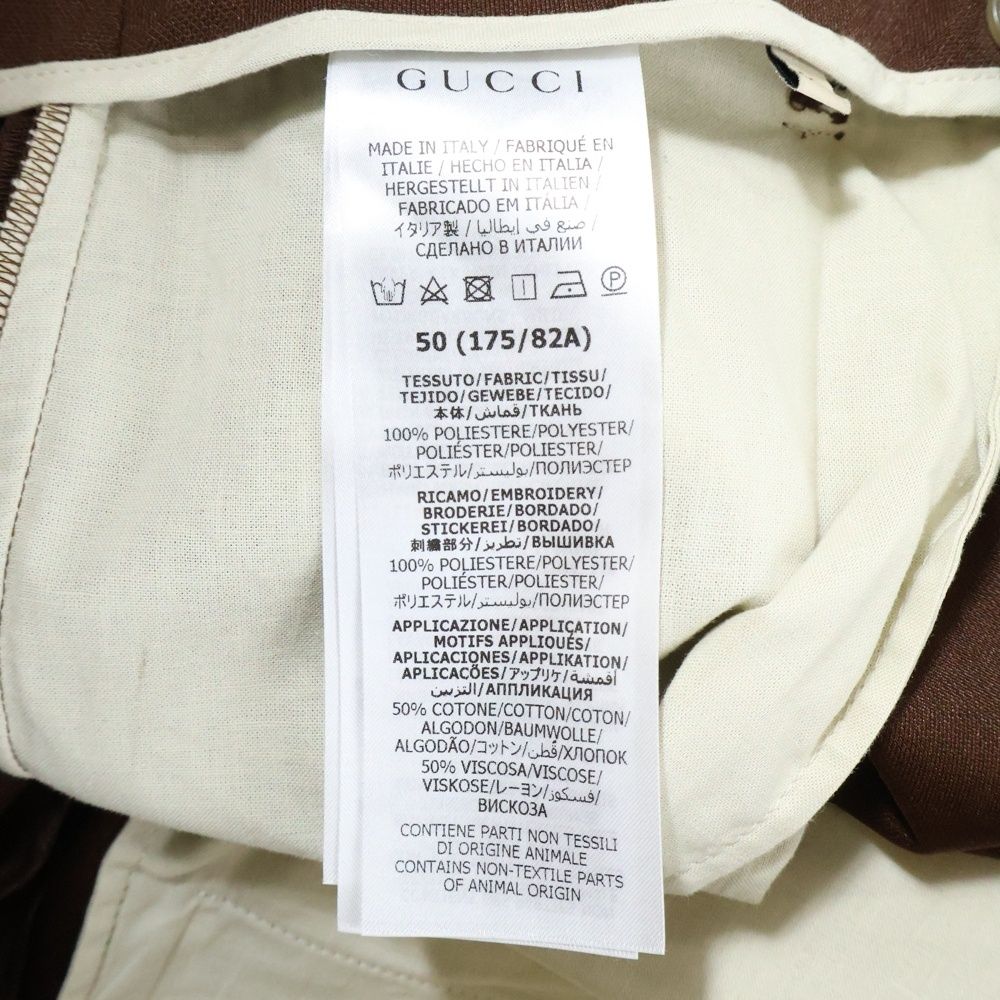 GUCCI
MADE IN ITALY / FABRIQUÉ EN
ITALIE / HECHO EN ITALIA /
HERGESTELLT IN ITALIEN /
FABRICADO EM ITÁLIA /
イタリア製 / صنع في إيطاليا /
СДЕЛАНО В ИТАЛИИ
P
50 (175/82A)
TESSUTO/FABRIC/TISSU/
TEJIDO/GEWEBE/TECIDO/
本体/قماش/ТКАНЬ
100% POLIESTERE/POLYESTER/
POLIÉSTER/POLIESTER/
ポリエステル/بوليستر/ПОЛИЭСТЕР
RICAMO/EMBROIDERY/
BRODERIE/BORDADO/
STICKEREI/BORDADO/
刺繍部分/تطريز/ВЫШИВКА
100% POLIESTERE/POLYESTER/
POLIÉSTER/POLIESTER/
ポリエステル/بوليستر/ПОЛИЭСТЕР
APPLICAZIONE/APPLICATION/
MOTIFS APPLIQUÉS/
APLICACIONES/APPLIKATION/
APLICAÇÕES/アップリケ/أقمشة
التزيين/АППЛИКАЦИЯ
50% COTONE/COTTON/COTON/
ALGODON/BAUMWOLLE/
ALGODÃO/コットン/قطن/ХЛОПОК
50% VISCOSA/VISCOSE/
VISKOSE/レーヨン/فسكوز/
ВИСКОЗА
CONTIENE PARTI NON TESSILI
DI ORIGINE ANIMALE
CONTAINS NON-TEXTILE PARTS
OF ANIMAL ORIGIN